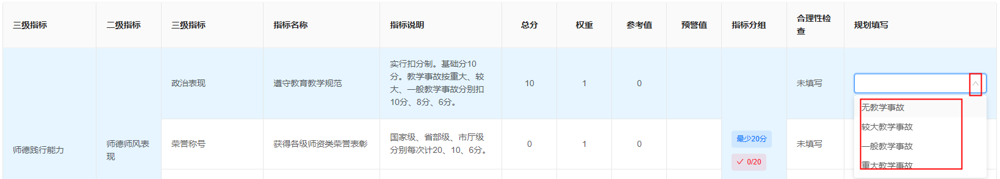 三级指标
二级指标
三级指标
指标名称
指标说明
总分
权重
参考值
预警值
指标分组
合理性检
查
规划填写
师德践行能力
师德师风表
现
政治表现
遵守教育教学规范
实行扣分制。基础分10
分。教学事故按重大、较
大、一般教学事故分别扣
10分、8分、6分。
10
1
0
未填写
无教学事故
较大教学事故
一般教学事故
重大教学事故
荣誉称号
获得各级师资类荣誉表彰
国家级、省部级、市厅级
分别每次计20、10、6分。
0
1
0
最少20分
0/20
未填写